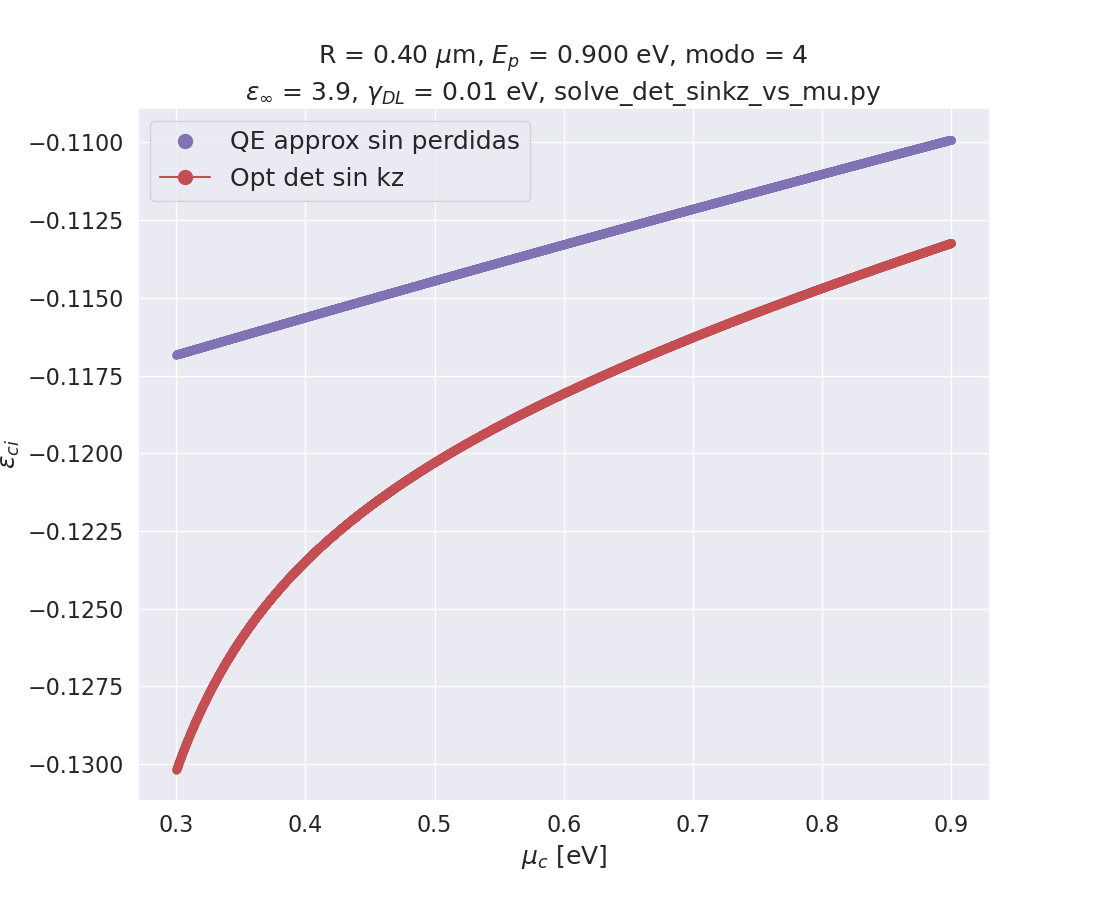 R = 0.40 μm, E_p = 0.900 eV, modo = 4
ε_∞ = 3.9, γ_DL = 0.01 eV, solve_det_sinkz_vs_mu.py
QE approx sin perdidas
Opt det sin kz
−0.1100
−0.1125
−0.1150
−0.1175
−0.1200
−0.1225
−0.1250
−0.1275
−0.1300
ε_ci
0.3 0.4 0.5 0.6 0.7 0.8 0.9
μ_c [eV]